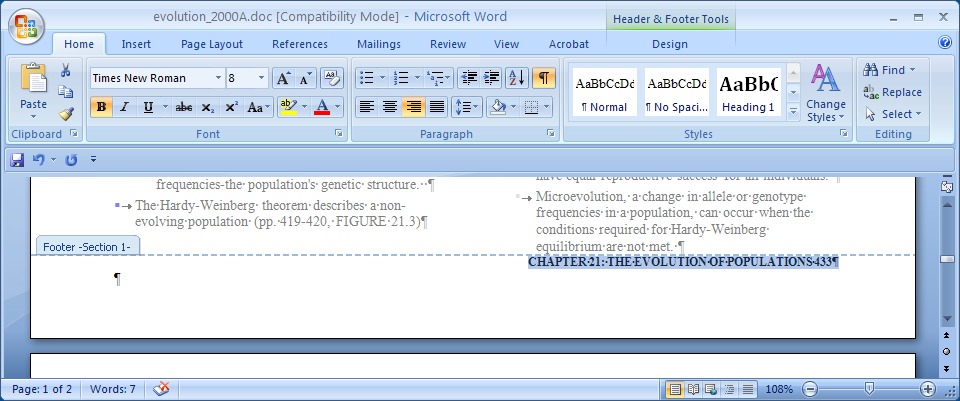 evolution_2000A.doc [Compatibility Mode] - Microsoft Word
Header & Footer Tools
Home Insert Page Layout References Mailings Review View Acrobat Design
Paste
Clipboard
Times New Roman 8
B I U abc x₂ x² Aa ab A
Font
Paragraph
AaBbCcDd AaBbCcDd AaBbC
¶ Normal ¶ No Spaci... Heading 1
Change Styles
Styles
Find
Replace
Select
Editing
frequencies-the population's genetic structure. ¶
The Hardy-Weinberg theorem describes a non-
evolving population (pp. 419-420, FIGURE 21.3)¶
have equal reproductive success for all individuals.
Microevolution, a change in allele or genotype
frequencies in a population, can occur when the
conditions required for Hardy-Weinberg
equilibrium are not met. ¶
Footer -Section 1-
CHAPTER 21: THE EVOLUTION OF POPULATIONS 433¶
¶
Page: 1 of 2 Words: 7 108%